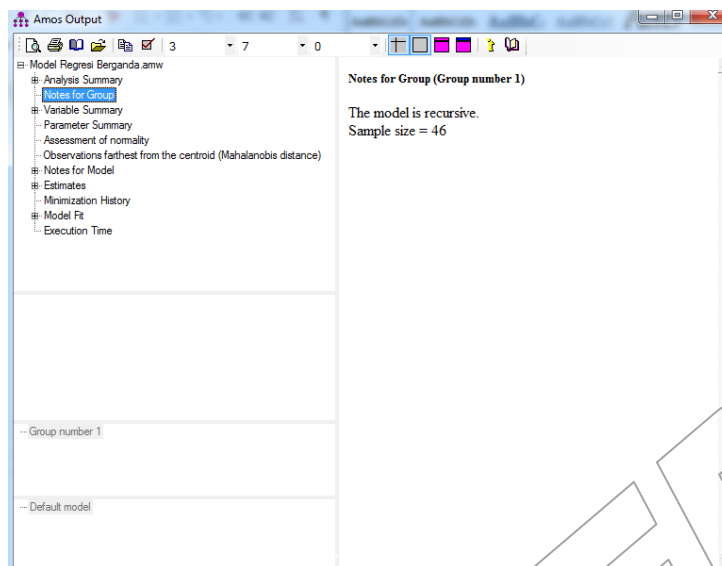 Amos Output
3 7 0
Model Regresi Berganda.amw
Analysis Summary
Notes for Group
Variable Summary
Parameter Summary
Assessment of normality
Observations farthest from the centroid (Mahalanobis distance)
Notes for Model
Estimates
Minimization History
Model Fit
Execution Time
Group number 1
Default model
Notes for Group (Group number 1)
The model is recursive.
Sample size = 46